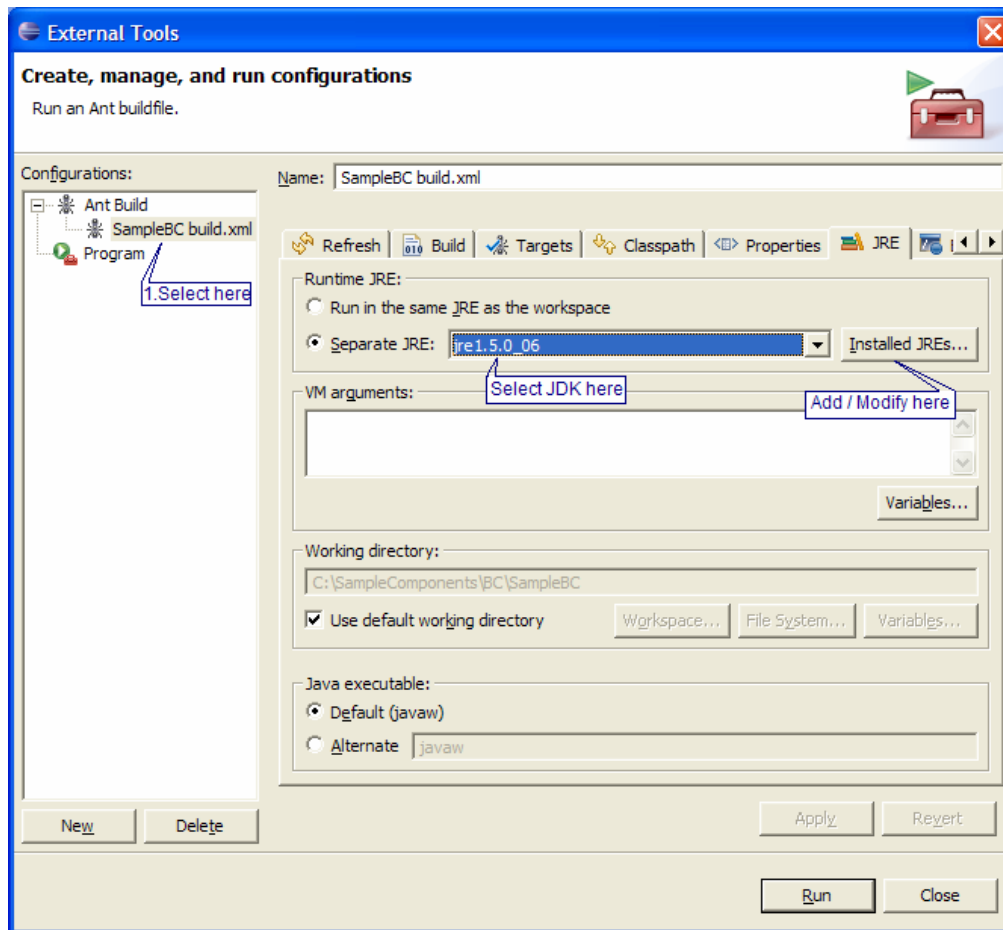 External Tools
Create, manage, and run configurations
Run an Ant buildfile.
Configurations:
Ant Build
SampleBC build.xml
Program
1.Select here
New
Delete
Name: SampleBC build.xml
Refresh
Build
Targets
Classpath
Properties
JRE
Runtime JRE:
Run in the same JRE as the workspace
Separate JRE: jre1.5.0_06
Installed JREs...
Select JDK here
Add / Modify here
VM arguments:
Variables...
Working directory:
C:\SampleComponents\BC\SampleBC
Use default working directory
Workspace...
File System...
Variables...
Java executable:
Default (javaw)
Alternate javaw
Apply
Revert
Run
Close